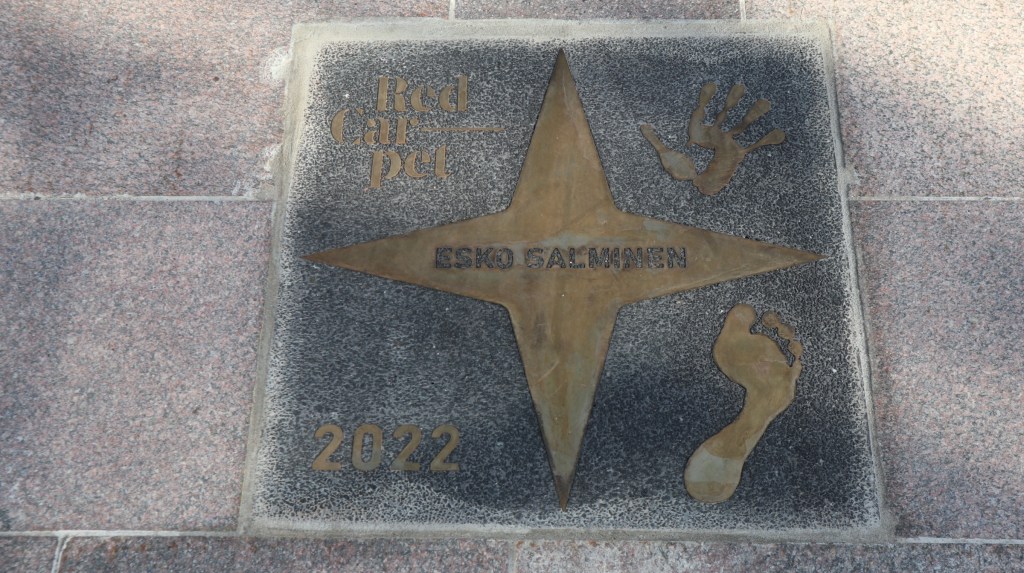 Red
Car
pet
ESKO SALMINEN
2022